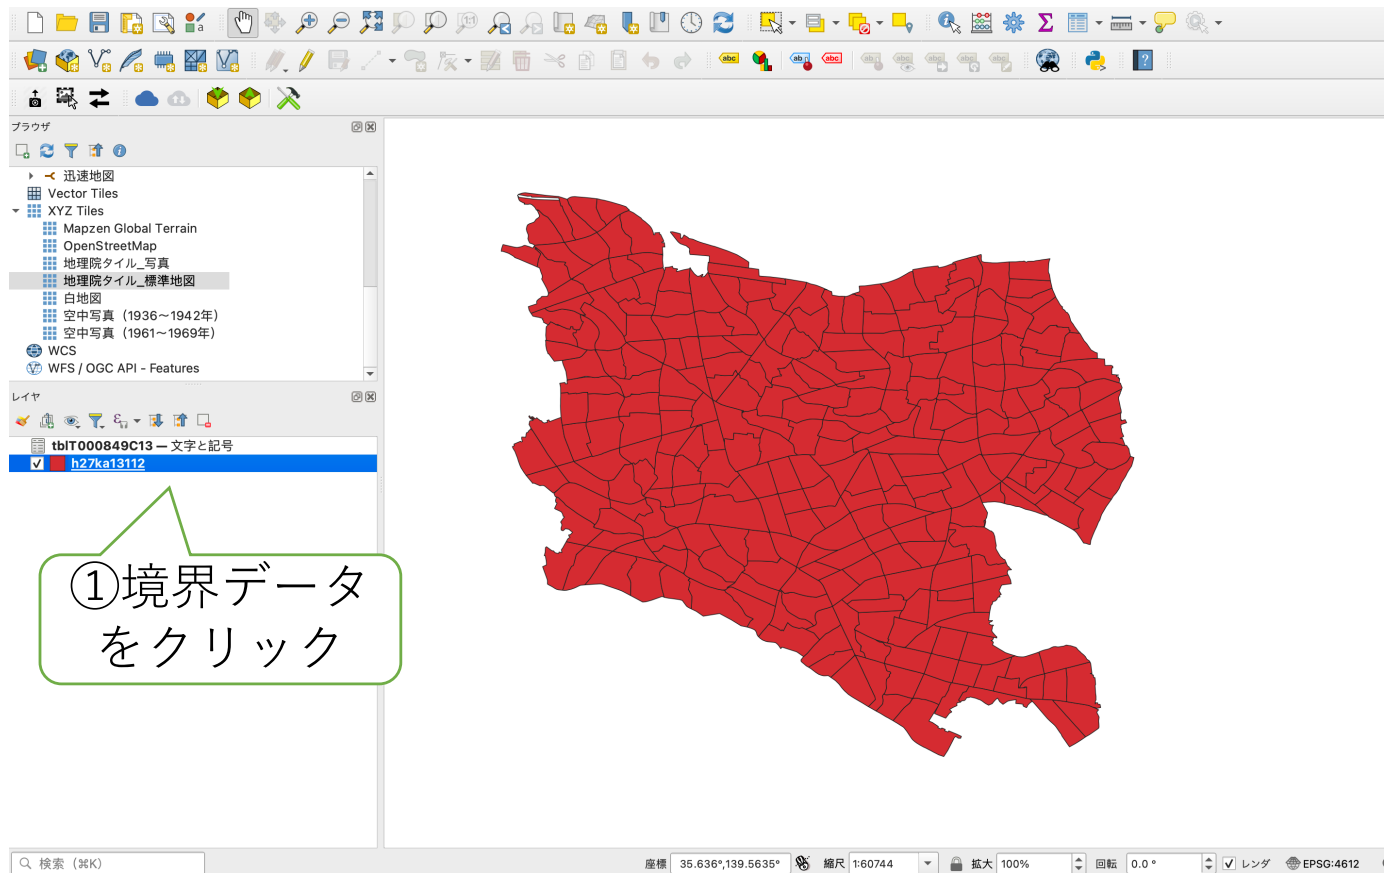 ブラウザ
迅速地図
Vector Tiles
XYZ Tiles
Mapzen Global Terrain
OpenStreetMap
地理院タイル_写真
地理院タイル_標準地図
白地図
空中写真（1936〜1942年）
空中写真（1961〜1969年）
WCS
WFS / OGC API - Features
レイヤ
tblT000849C13 — 文字と記号
h27ka13112
①境界データ
をクリック
検索（⌘K）
座標 35.636°,139.5635° 縮尺 1:60744 拡大 100% 回転 0.0 ° レンダ EPSG:4612